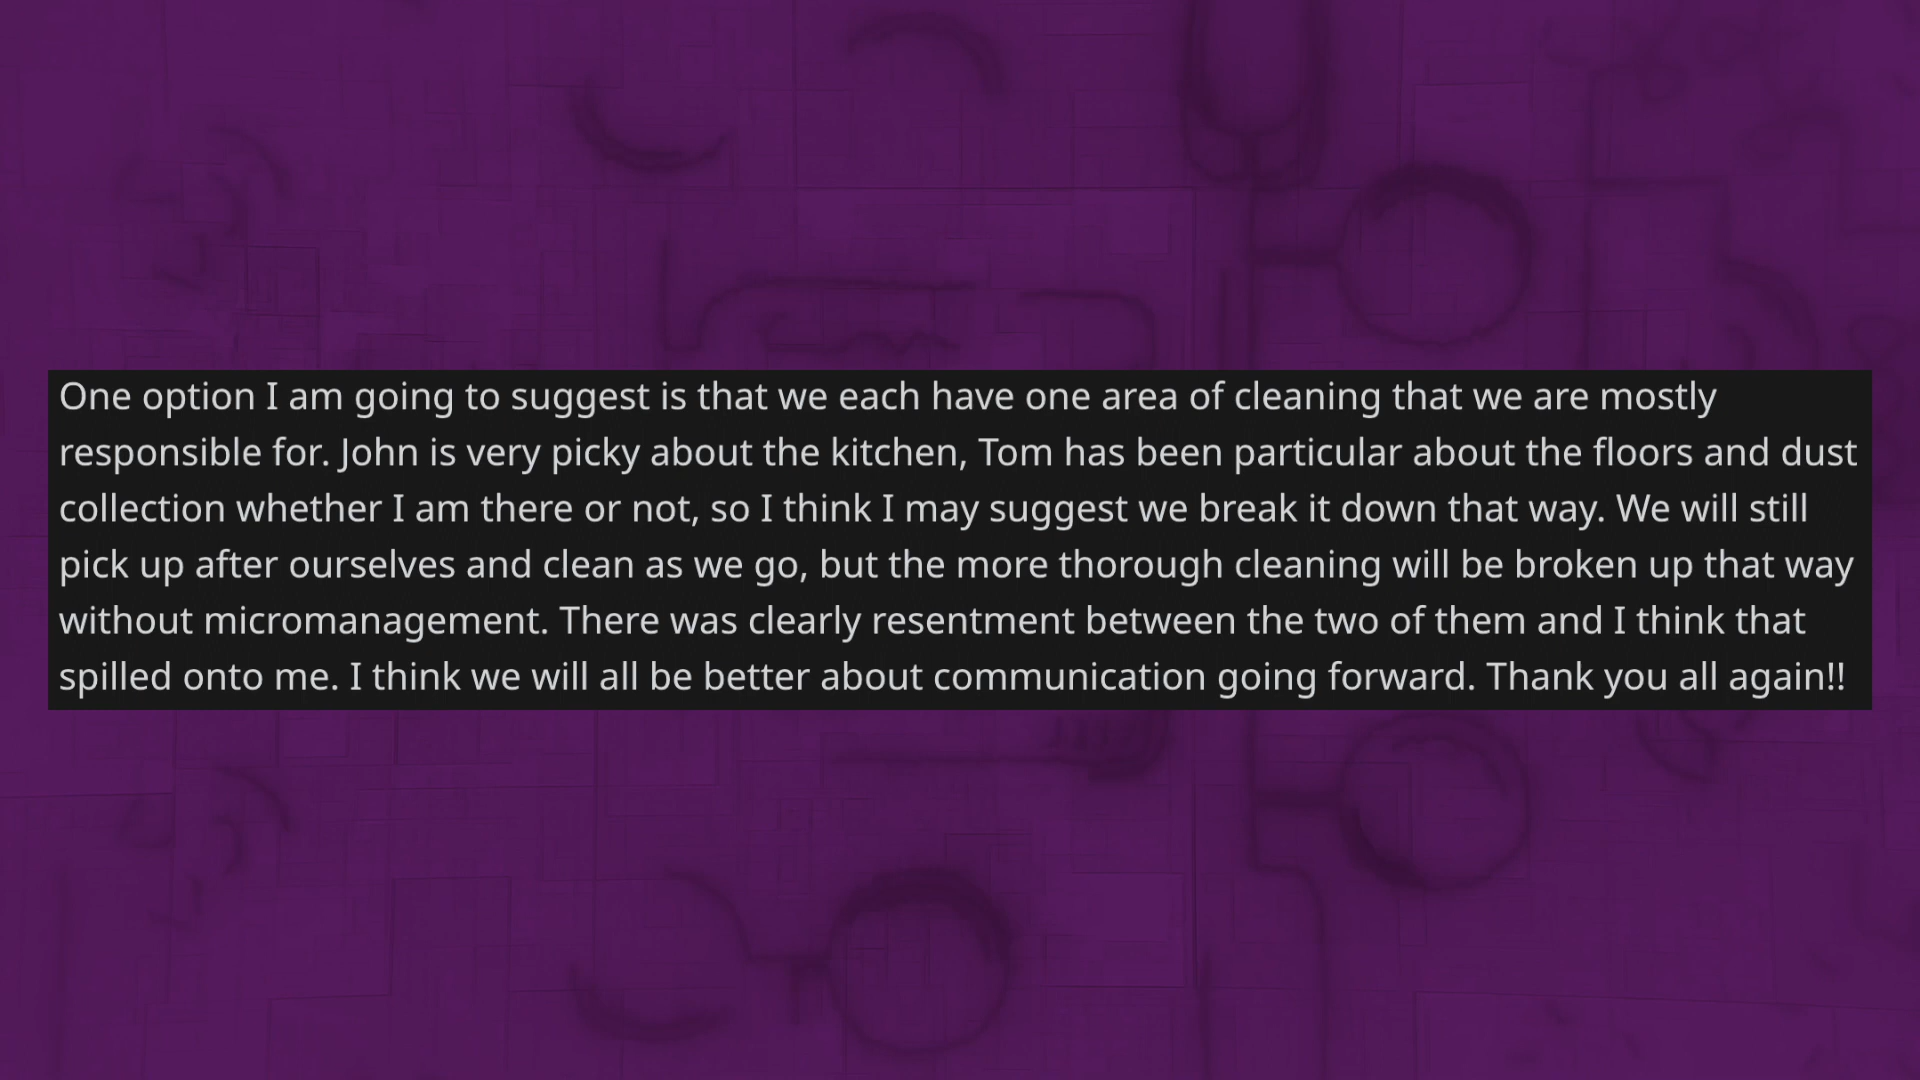 One option I am going to suggest is that we each have one area of cleaning that we are mostly
responsible for. John is very picky about the kitchen, Tom has been particular about the floors and dust
collection whether I am there or not, so I think I may suggest we break it down that way. We will still
pick up after ourselves and clean as we go, but the more thorough cleaning will be broken up that way
without micromanagement. There was clearly resentment between the two of them and I think that
spilled onto me. I think we will all be better about communication going forward. Thank you all again!!